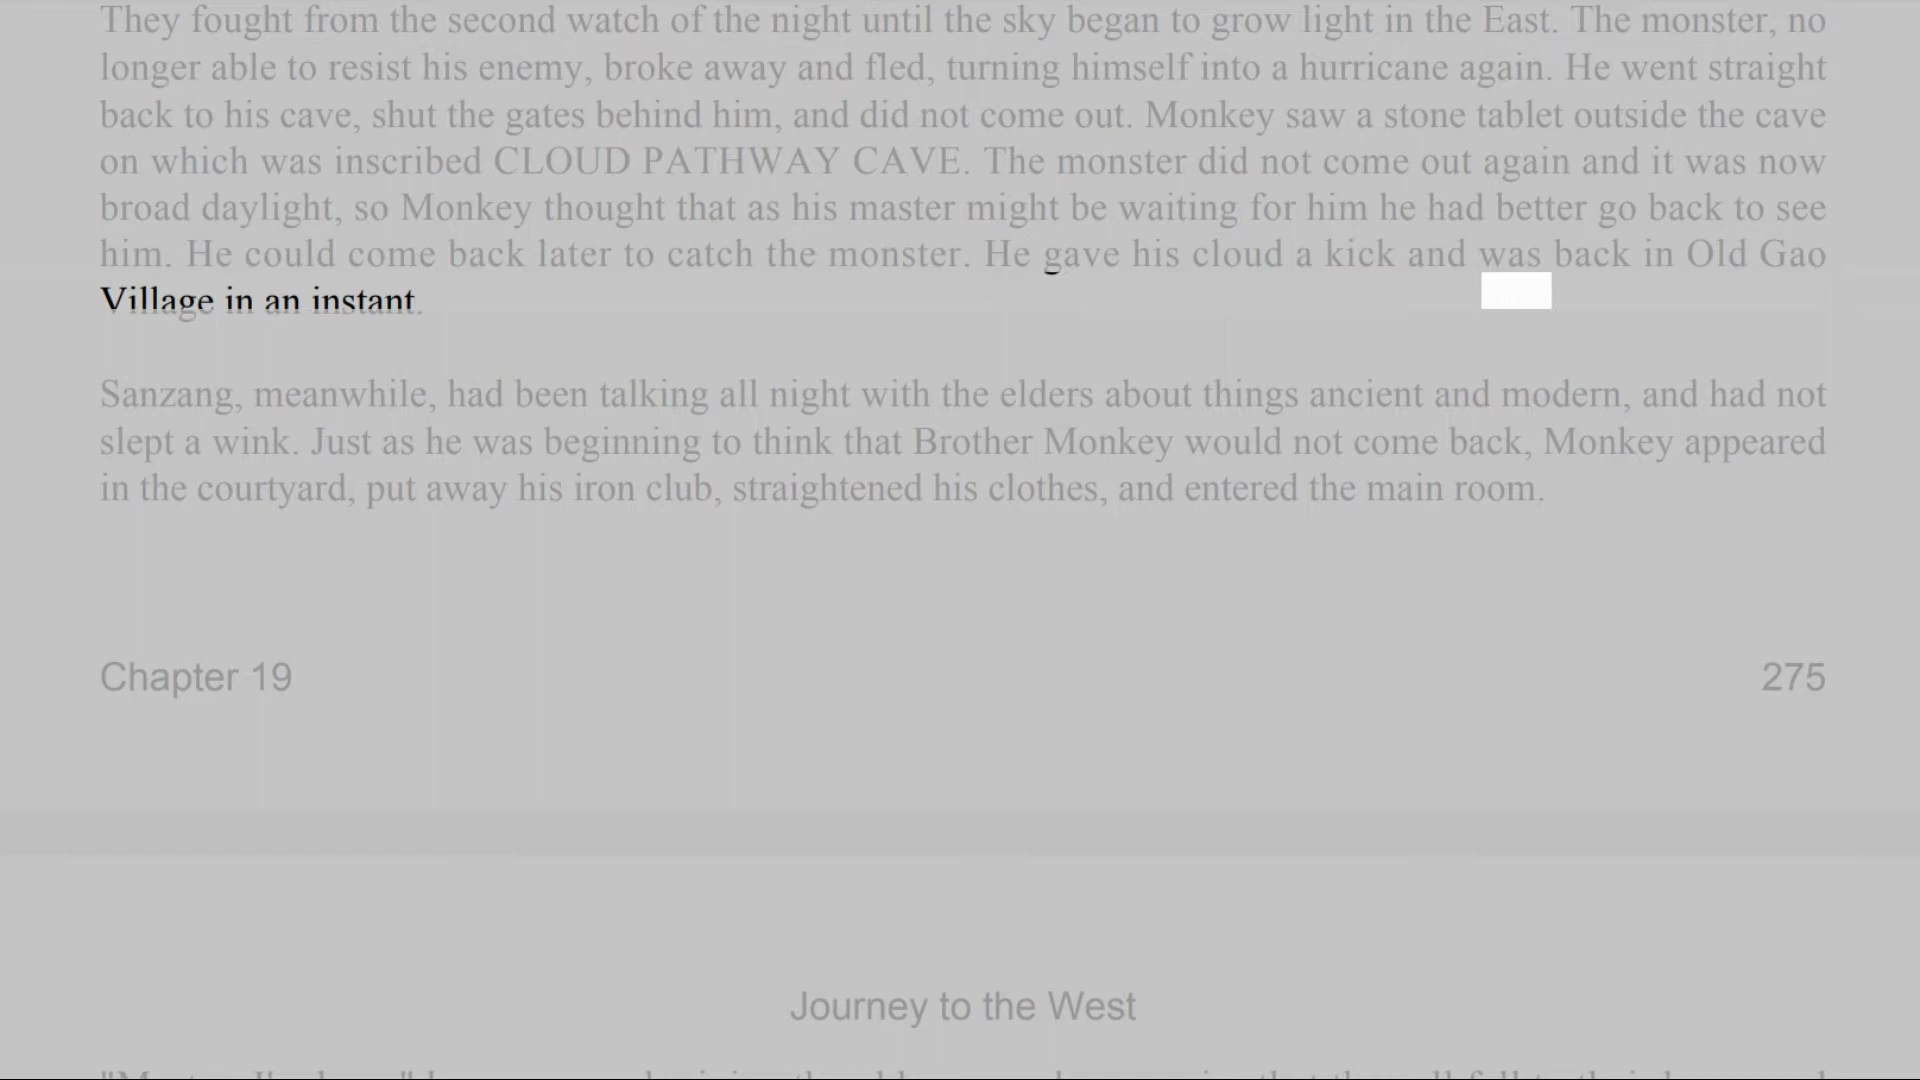 They fought from the second watch of the night until the sky began to grow light in the East. The monster, no
longer able to resist his enemy, broke away and fled, turning himself into a hurricane again. He went straight
back to his cave, shut the gates behind him, and did not come out. Monkey saw a stone tablet outside the cave
on which was inscribed CLOUD PATHWAY CAVE. The monster did not come out again and it was now
broad daylight, so Monkey thought that as his master might be waiting for him he had better go back to see
him. He could come back later to catch the monster. He gave his cloud a kick and was back in Old Gao
Village in an instant.
Sanzang, meanwhile, had been talking all night with the elders about things ancient and modern, and had not
slept a wink. Just as he was beginning to think that Brother Monkey would not come back, Monkey appeared
in the courtyard, put away his iron club, straightened his clothes, and entered the main room.
Chapter 19 275
Journey to the West